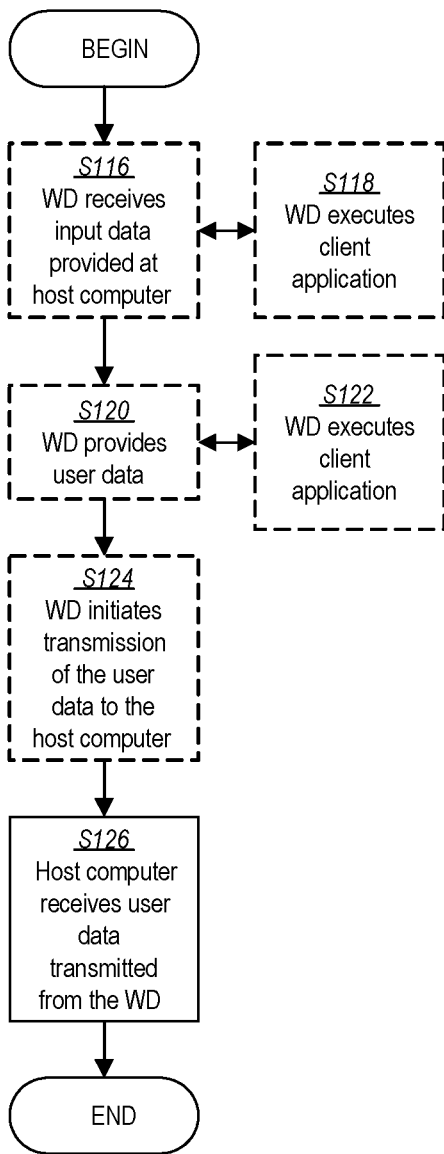 BEGIN
S116
WD receives
input data
provided at
host computer
S118
WD executes
client
application
S120
WD provides
user data
S122
WD executes
client
application
S124
WD initiates
transmission
of the user
data to the
host computer
S126
Host computer
receives user
data
transmitted
from the WD
END